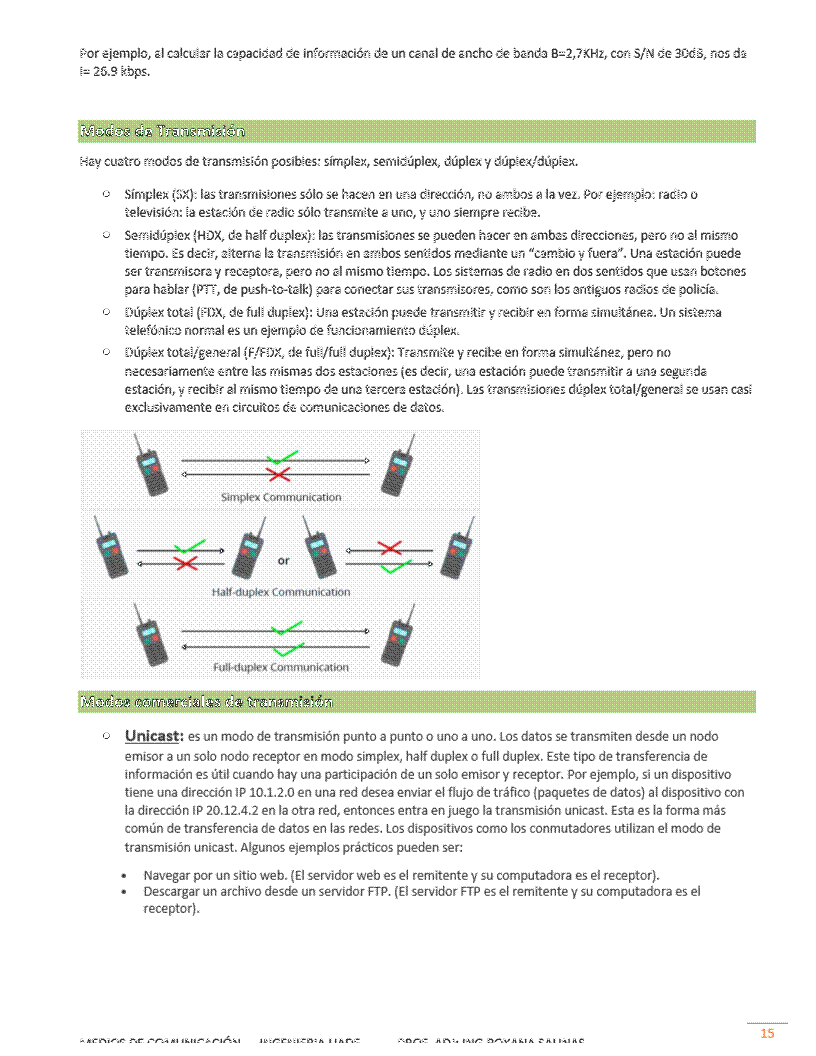 Por ejemplo, al calcular la capacidad de información de un canal de ancho de banda B=2,7KHz, con S/N de 30dB, nos da
I= 26.9 kbps.
Modos de Transmisión
Hay cuatro modos de transmisión posibles: símplex, semidúplex, dúplex y dúplex/dúplex.
○ Símplex (SX): las transmisiones sólo se hacen en una dirección, no ambos a la vez. Por ejemplo: radio o
televisión: la estación de radio sólo transmite a uno, y uno siempre recibe.
○ Semidúplex (HDX, de half duplex): las transmisiones se pueden hacer en ambas direcciones, pero no al mismo
tiempo. Es decir, alterna la transmisión en ambos sentidos mediante un “cambio y fuera”. Una estación puede
ser transmisora y receptora, pero no al mismo tiempo. Los sistemas de radio en dos sentidos que usan botones
para hablar (PTT, de push-to-talk) para conectar sus transmisores, como son los antiguos radios de policía.
○ Dúplex total (FDX, de full duplex): Una estación puede transmitir y recibir en forma simultánea. Un sistema
telefónico normal es un ejemplo de funcionamiento dúplex.
○ Dúplex total/general (F/FDX, de full/full duplex): Transmite y recibe en forma simultánez, pero no
necesariamente entre las mismas dos estaciones (es decir, una estación puede transmitir a una segunda
estación, y recibir al mismo tiempo de una tercera estación). Las transmisiones dúplex total/general se usan casi
exclusivamente en circuitos de comunicaciones de datos.
Simplex Communication
or
Half-duplex Communication
Full-duplex Communication
Modos comerciales de transmisión
○ Unicast: es un modo de transmisión punto a punto o uno a uno. Los datos se transmiten desde un nodo
emisor a un solo nodo receptor en modo simplex, half duplex o full duplex. Este tipo de transferencia de
información es útil cuando hay una participación de un solo emisor y receptor. Por ejemplo, si un dispositivo
tiene una dirección IP 10.1.2.0 en una red desea enviar el flujo de tráfico (paquetes de datos) al dispositivo con
la dirección IP 20.12.4.2 en la otra red, entonces entra en juego la transmisión unicast. Esta es la forma más
común de transferencia de datos en las redes. Los dispositivos como los conmutadores utilizan el modo de
transmisión unicast. Algunos ejemplos prácticos pueden ser:
• Navegar por un sitio web. (El servidor web es el remitente y su computadora es el receptor).
• Descargar un archivo desde un servidor FTP. (El servidor FTP es el remitente y su computadora es el
receptor).
15
MEDIOS DE COMUNICACIÓN INGENIERIA UADE PROF. ADJ: ING ROXANA SALINAS